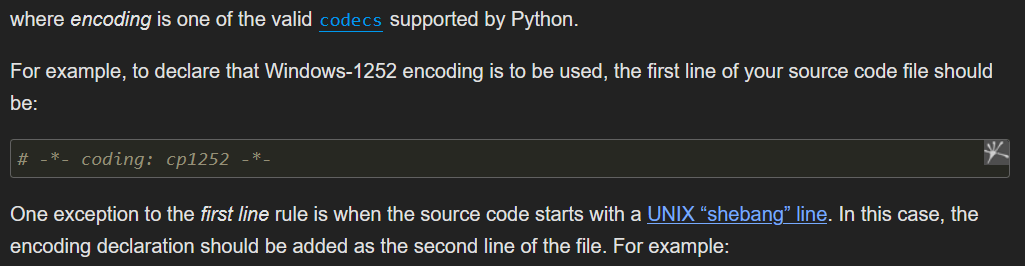 where encoding is one of the valid codecs supported by Python.
For example, to declare that Windows-1252 encoding is to be used, the first line of your source code file should
be:
# -*- coding: cp1252 -*-
One exception to the first line rule is when the source code starts with a UNIX “shebang” line. In this case, the
encoding declaration should be added as the second line of the file. For example: